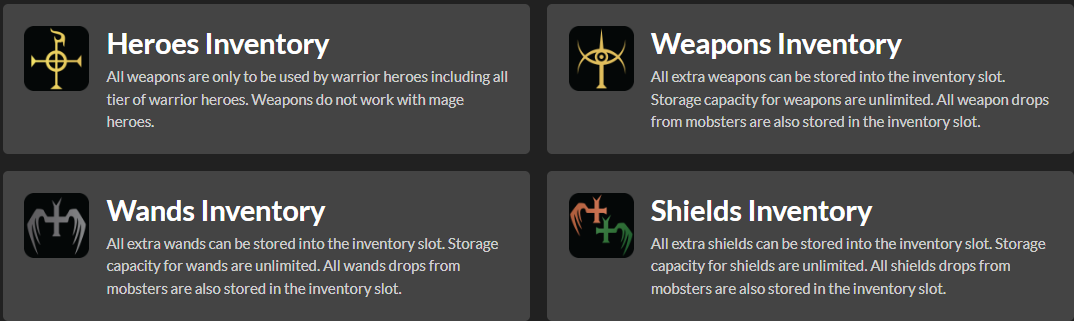 Heroes Inventory
All weapons are only to be used by warrior heroes including all
tier of warrior heroes. Weapons do not work with mage
heroes.
Weapons Inventory
All extra weapons can be stored into the inventory slot.
Storage capacity for weapons are unlimited. All weapon drops
from mobsters are also stored in the inventory slot.
Wands Inventory
All extra wands can be stored into the inventory slot. Storage
capacity for wands are unlimited. All wands drops from
mobsters are also stored in the inventory slot.
Shields Inventory
All extra shields can be stored into the inventory slot. Storage
capacity for shields are unlimited. All shields drops from
mobsters are also stored in the inventory slot.